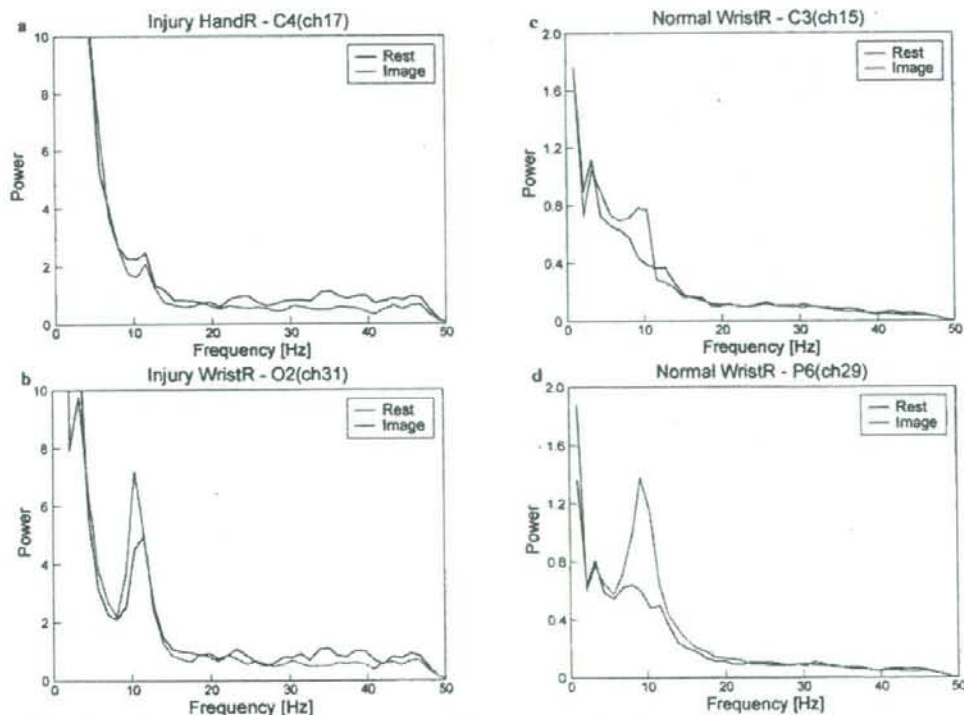 a
Injury HandR - C4(ch17)
10
8
6
4
2
0
Power
Rest
Image
0 10 20 30 40 50
Frequency [Hz]
b
Injury WristR - O2(ch31)
10
8
6
4
2
0
Power
Rest
Image
0 10 20 30 40 50
Frequency [Hz]
c
Normal WristR - C3(ch15)
2.0
1.6
1.2
0.8
0.4
0
Power
Rest
Image
0 10 20 30 40 50
Frequency [Hz]
d
Normal WristR - P6(ch29)
2.0
1.6
1.2
0.8
0.4
0
Power
Rest
Image
0 10 20 30 40 50
Frequency [Hz]